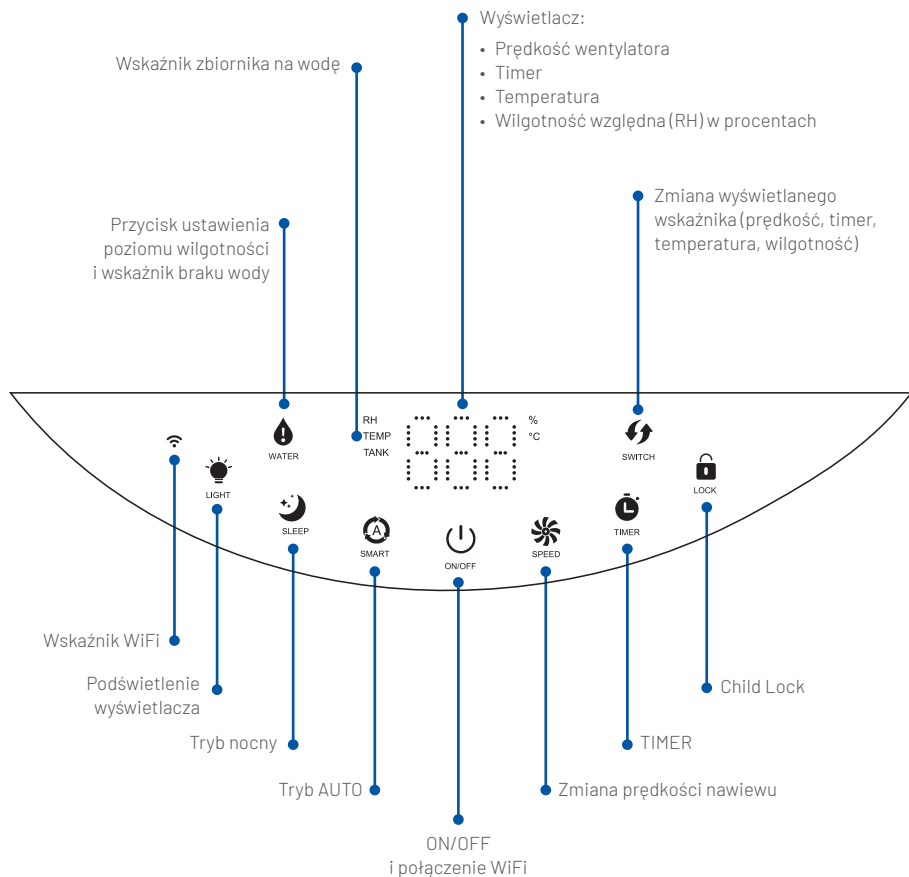 Wyświetlacz:
• Prędkość wentylatora
• Timer
• Temperatura
• Wilgotność względna (RH) w procentach
Wskaźnik zbiornika na wodę
Zmiana wyświetlanego
wskaźnika (prędkość, timer,
temperatura, wilgotność)
Przycisk ustawienia
poziomu wilgotności
i wskaźnik braku wody
RH
TEMP
TANK
%
°C
WATER
SWITCH
LIGHT
LOCK
SLEEP
TIMER
A
SMART
ON/OFF
SPEED
Wskaźnik WiFi
Podświetlenie
wyświetlacza
Child Lock
Tryb nocny
TIMER
Tryb AUTO
Zmiana prędkości nawiewu
ON/OFF
i połączenie WiFi